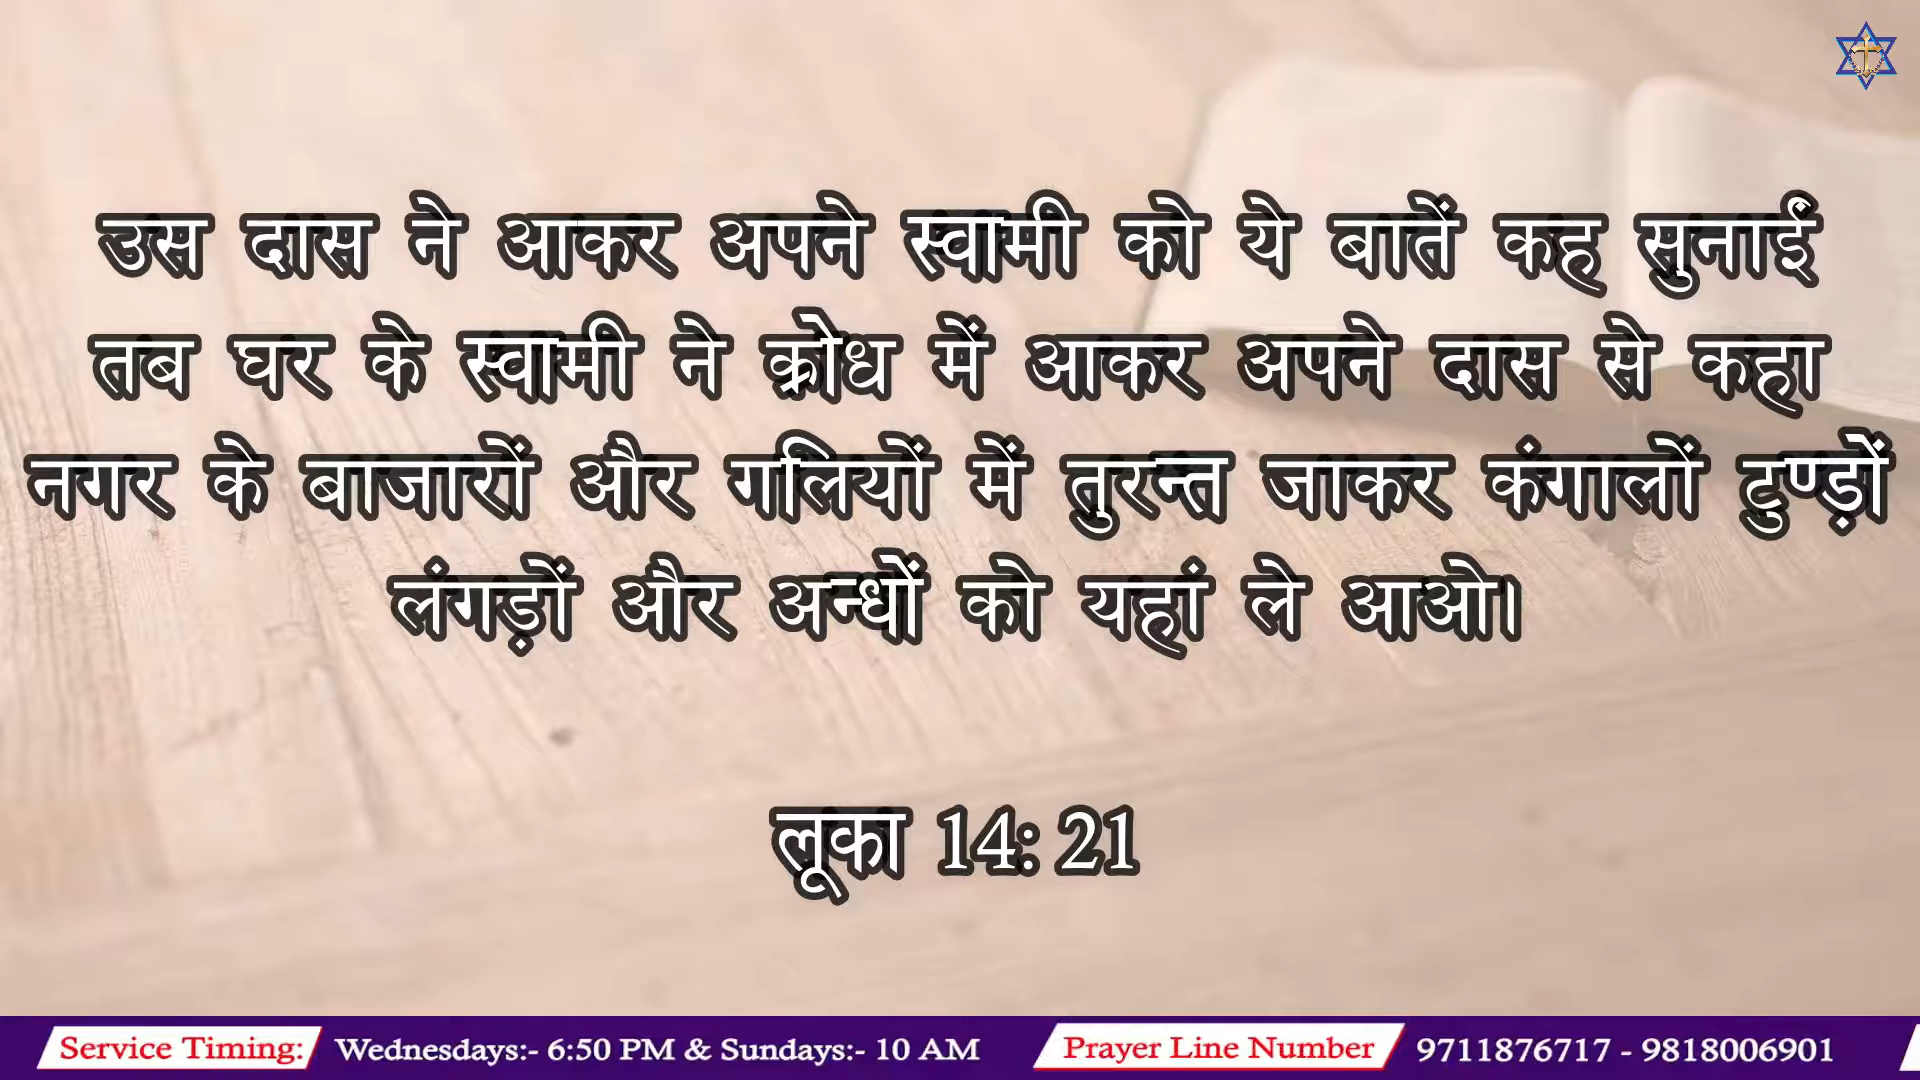 उस दास ने आकर अपने स्वामी को ये बातें कह सुनाईं
तब घर के स्वामी ने क्रोध में आकर अपने दास से कहा
नगर के बाजारों और गलियों में तुरन्त जाकर कंगालों टुण्ड़ों
लंगड़ों और अन्धों को यहां ले आओ।
लूका 14: 21
Service Timing: Wednesdays:- 6:50 PM & Sundays:- 10 AM Prayer Line Number 9711876717 - 9818006901